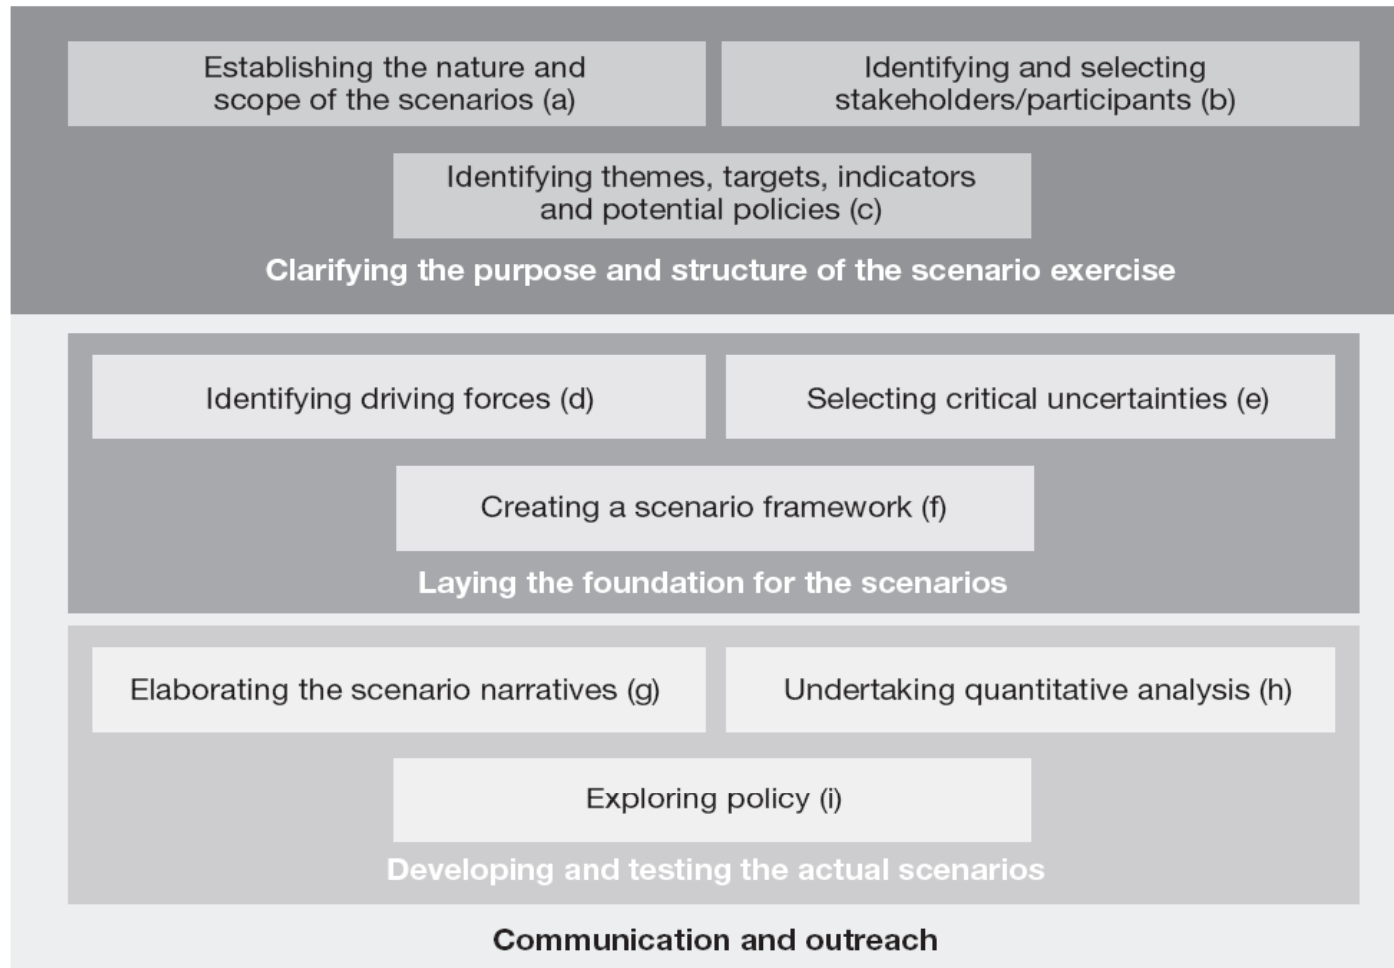 Establishing the nature and
scope of the scenarios (a)
Identifying and selecting
stakeholders/participants (b)
Identifying themes, targets, indicators
and potential policies (c)
Clarifying the purpose and structure of the scenario exercise
Identifying driving forces (d)
Selecting critical uncertainties (e)
Creating a scenario framework (f)
Laying the foundation for the scenarios
Elaborating the scenario narratives (g)
Undertaking quantitative analysis (h)
Exploring policy (i)
Developing and testing the actual scenarios
Communication and outreach